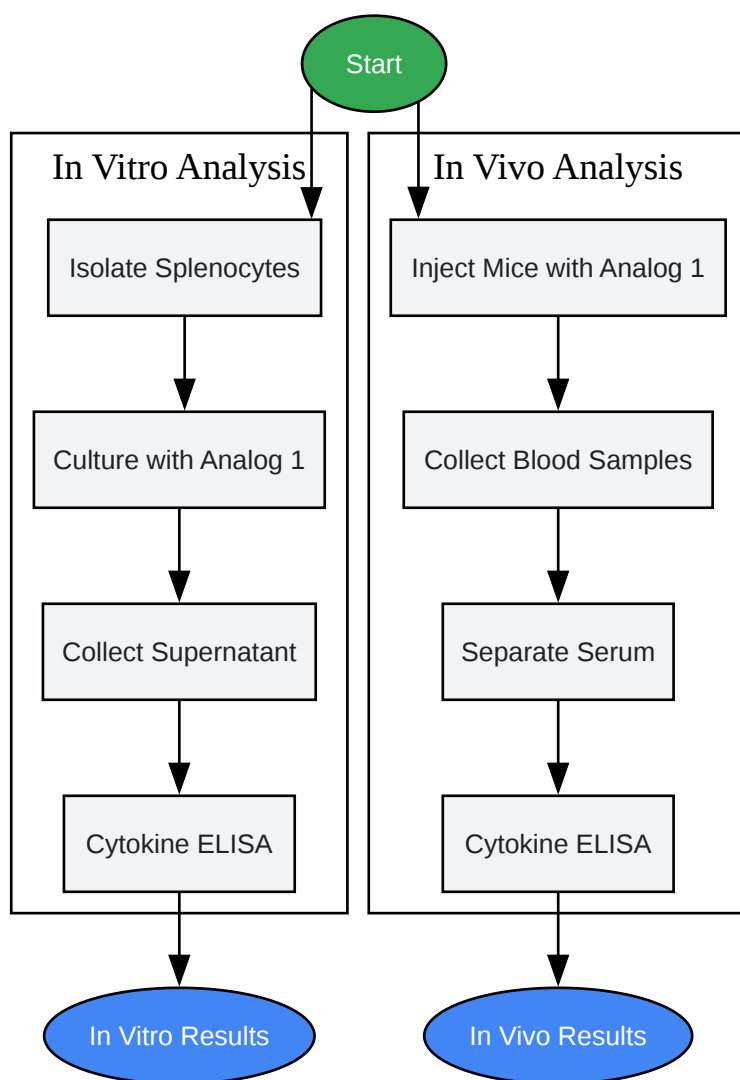 Start
In Vitro Analysis
Isolate Splenocytes
Culture with Analog 1
Collect Supernatant
Cytokine ELISA
In Vitro Results
In Vivo Analysis
Inject Mice with Analog 1
Collect Blood Samples
Separate Serum
Cytokine ELISA
In Vivo Results